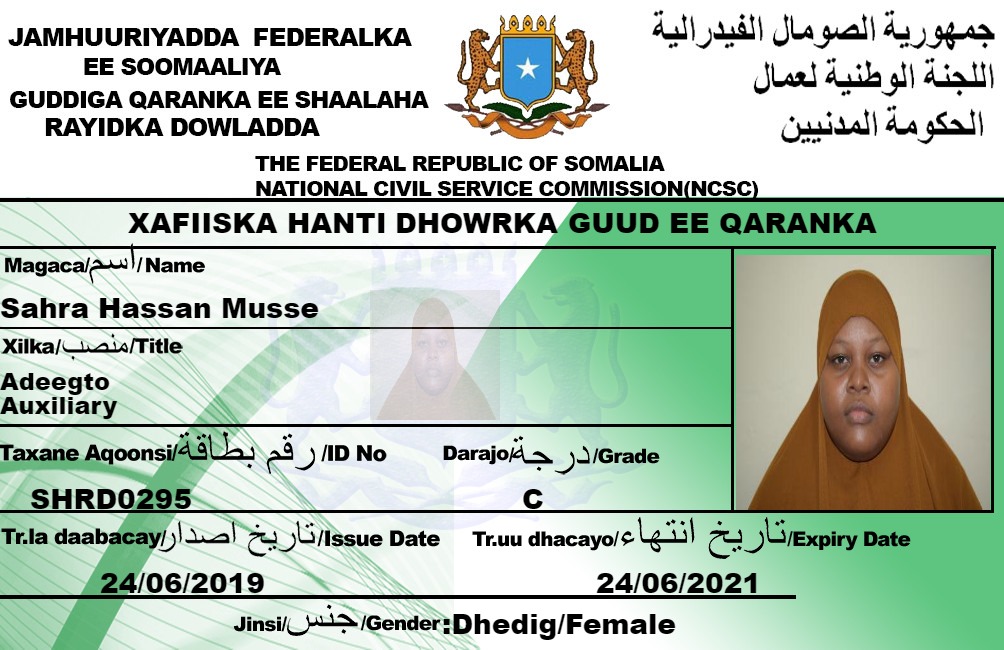 JAMHUURIYADDA FEDERALKA
EE SOOMAALIYA
GUDDIGA QARANKA EE SHAALAHA
RAYIDKA DOWLADDA
جمهورية الصومال الفيدرالية
اللجنة الوطنية لعمال
الحكومة المدنيين
THE FEDERAL REPUBLIC OF SOMALIA
NATIONAL CIVIL SERVICE COMMISSION(NCSC)
XAFIISKA HANTI DHOWRKA GUUD EE QARANKA
Magaca/اسم/Name
Sahra Hassan Musse
Xilka/منصب/Title
Adeegto
Auxiliary
Taxane Aqoonsi/رقم بطاقة/ID No
SHRD0295
Darajo/درجة/Grade
C
Tr.la daabacay/تاريخ اصدار/Issue Date
24/06/2019
Tr.uu dhacayo/تاريخ انتهاء/Expiry Date
24/06/2021
Jinsi/جنس/Gender:Dhedig/Female